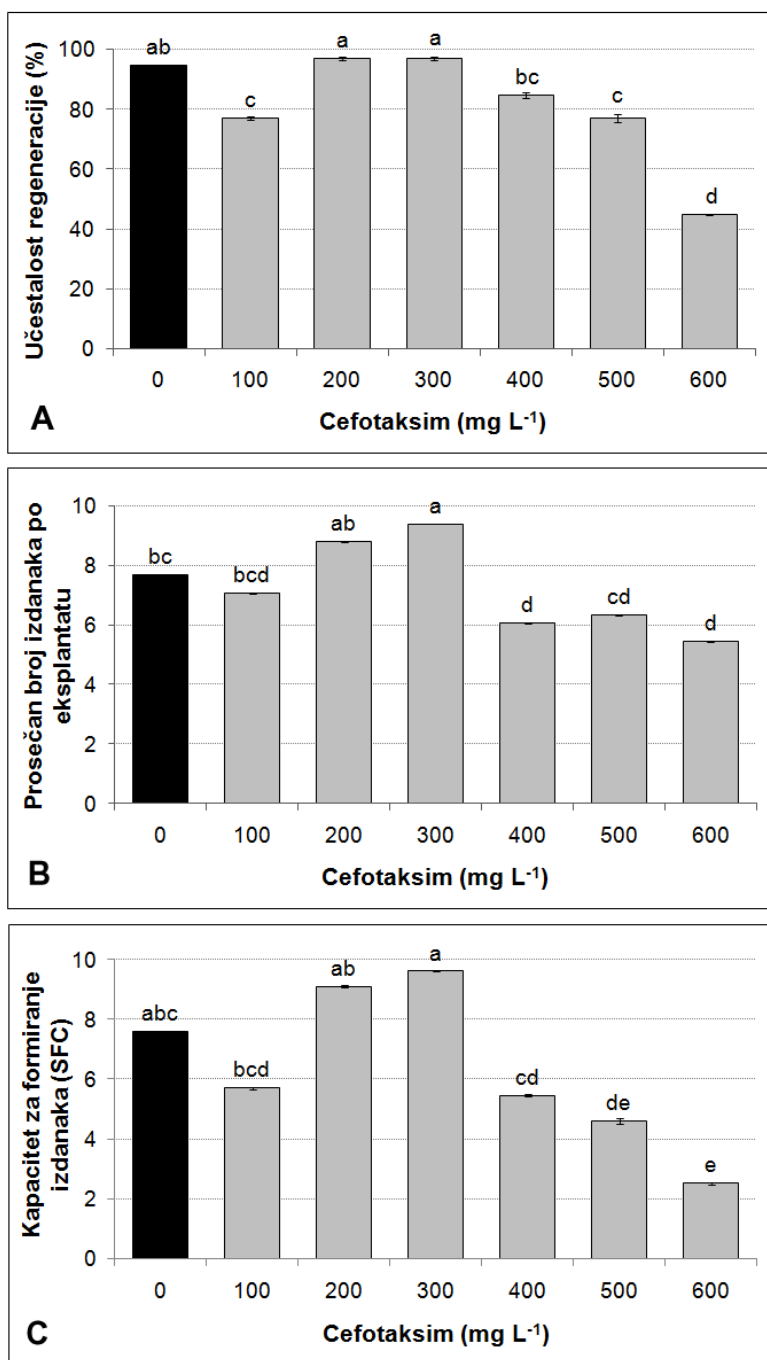 Učestalost regeneracije (%)
100
80
60
40
20
0
ab
c
a
a
bc
c
d
0 100 200 300 400 500 600
Cefotaksim (mg L⁻¹)
A
Prosečan broj izdanaka po
eksplantatu
10
8
6
4
2
0
bc
bcd
ab
a
d
cd
d
0 100 200 300 400 500 600
Cefotaksim (mg L⁻¹)
B
Kapacitet za formiranje
izdanaka (SFC)
10
8
6
4
2
0
abc
bcd
ab
a
cd
de
e
0 100 200 300 400 500 600
Cefotaksim (mg L⁻¹)
C